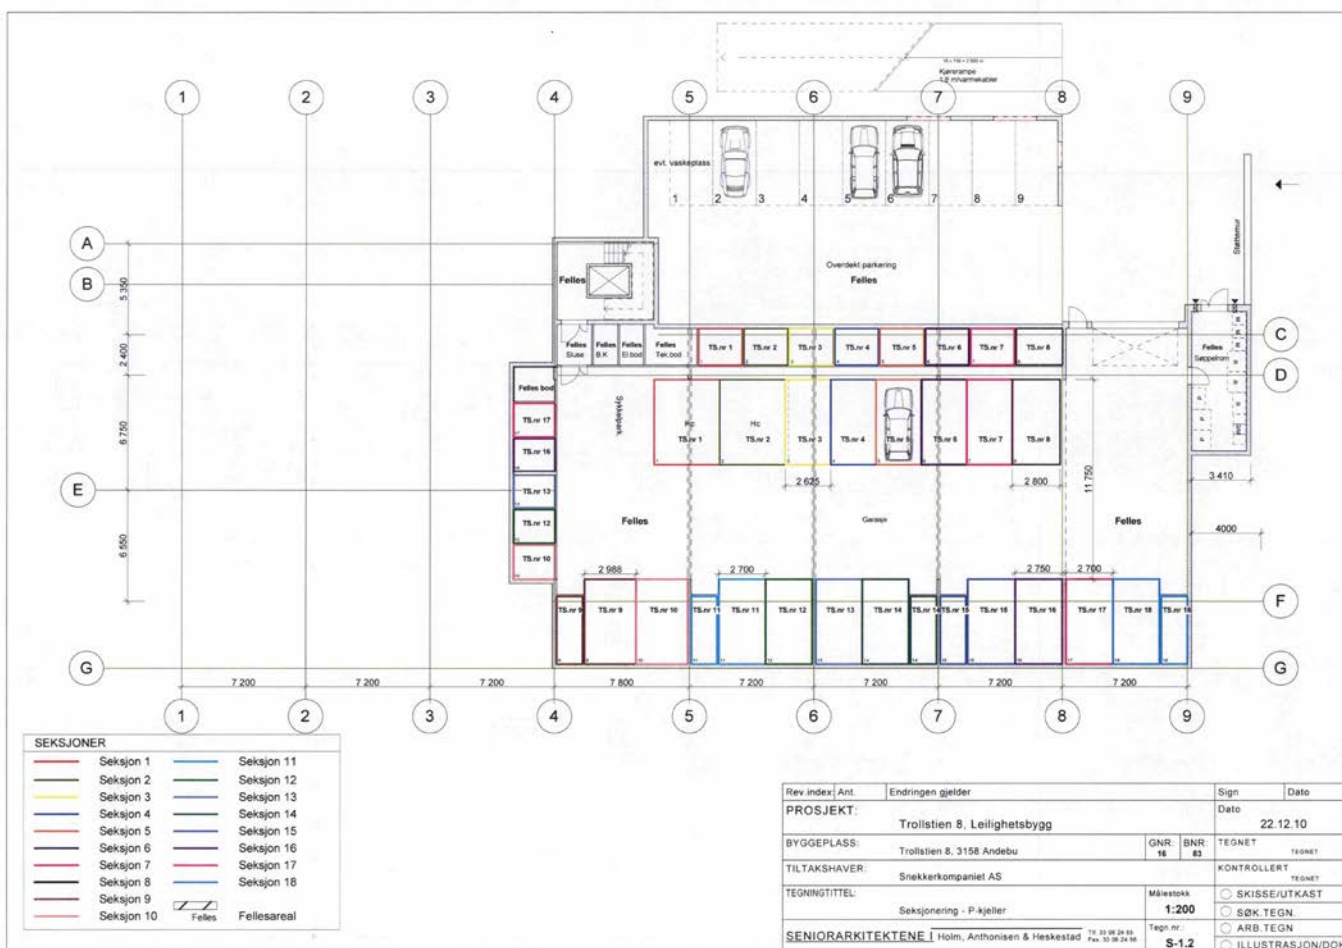 10 x 156 = 2 500 m
Kjørerampe
1:8 m/varmekabler
1 2 3 4 5 6 7 8 9
evt. vaskeplass
1 2 3 4 5 6 7 8 9
A
B
Støttemur
Felles
Overdekt parkering
Felles
5 350
2 400
6 750
6 550
C
D
Felles
Sluse
Felles
B.K
Felles
El.bod
Felles
Tek.bod
TS.nr 1 TS.nr 2 TS.nr 3 TS.nr 4 TS.nr 5 TS.nr 6 TS.nr 7 TS.nr 8
Felles
Søppelrom
Felles bod
Sykkelpark.
Hc Hc
TS.nr 1 TS.nr 2 TS.nr 3 TS.nr 4 TS.nr 5 TS.nr 6 TS.nr 7 TS.nr 8
TS.nr 17
TS.nr 16
TS.nr 13
TS.nr 12
TS.nr 10
2 625 2 800
11 750
3 410
4000
E
Felles
Garasje
Felles
2 988 2 700 2 750 2 700
TS.nr 9 TS.nr 9 TS.nr 10 TS.nr 11 TS.nr 11 TS.nr 12 TS.nr 13 TS.nr 14 TS.nr 14 TS.nr 15 TS.nr 15 TS.nr 16 TS.nr 17 TS.nr 18 TS.nr 18
F
G G
7 200 7 200 7 200 7 800 7 200 7 200 7 200 7 200
1 2 3 4 5 6 7 8 9
SEKSJONER
Seksjon 1 Seksjon 11
Seksjon 2 Seksjon 12
Seksjon 3 Seksjon 13
Seksjon 4 Seksjon 14
Seksjon 5 Seksjon 15
Seksjon 6 Seksjon 16
Seksjon 7 Seksjon 17
Seksjon 8 Seksjon 18
Seksjon 9
Seksjon 10 Felles Fellesareal
Rev.index: Ant. Endringen gjelder Sign Dato
PROSJEKT:
Trollstien 8, Leilighetsbygg
Dato
22.12.10
BYGGEPLASS:
Trollstien 8, 3158 Andebu
GNR: 16
BNR: 83
TEGNET
TEGNET
TILTAKSHAVER:
Snekkerkompaniet AS
KONTROLLERT
TEGNET
TEGNINGTITTEL:
Seksjonering - P-kjeller
Målestokk
1:200
SKISSE/UTKAST
SØK.TEGN.
SENIORARKITEKTENE I Holm, Anthonisen & Heskestad
Tegn.nr.:
S-1.2
ARB.TEGN
ILLUSTRASJON/DOK